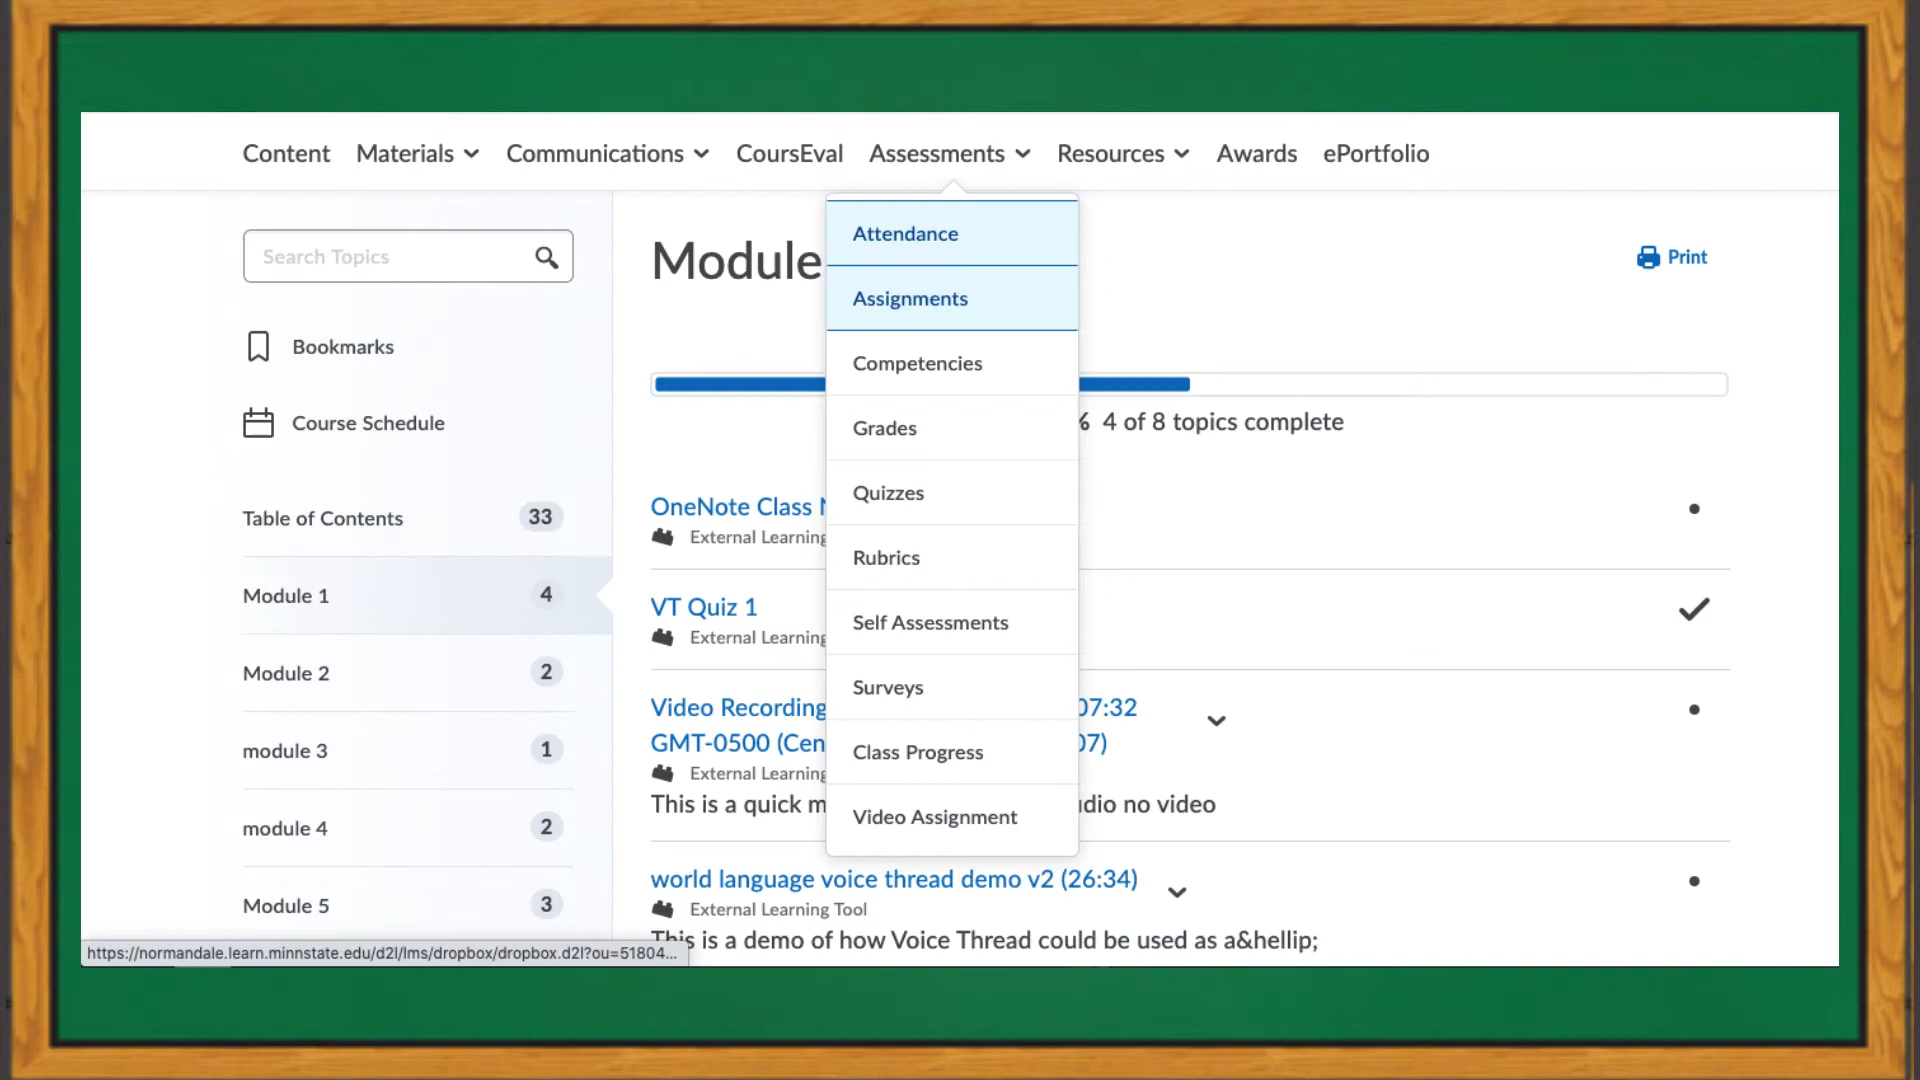 Content Materials Communications CoursEval Assessments Resources Awards ePortfolio
Search Topics
Bookmarks
Course Schedule
Table of Contents 33
Module 1 4
Module 2 2
module 3 1
module 4 2
Module 5 3
https://normandale.learn.minnstate.edu/d2l/lms/dropbox/dropbox.d2l?ou=51804...
Attendance
Assignments
Competencies
Grades
Quizzes
Rubrics
Self Assessments
Surveys
Class Progress
Video Assignment
Module
Print
% 4 of 8 topics complete
OneNote Class
External Learning
VT Quiz 1
External Learning
Video Recording 07:32
GMT-0500 (Cen 07)
External Learning
This is a quick m dio no video
world language voice thread demo v2 (26:34)
External Learning Tool
This is a demo of how Voice Thread could be used as a&hellip;